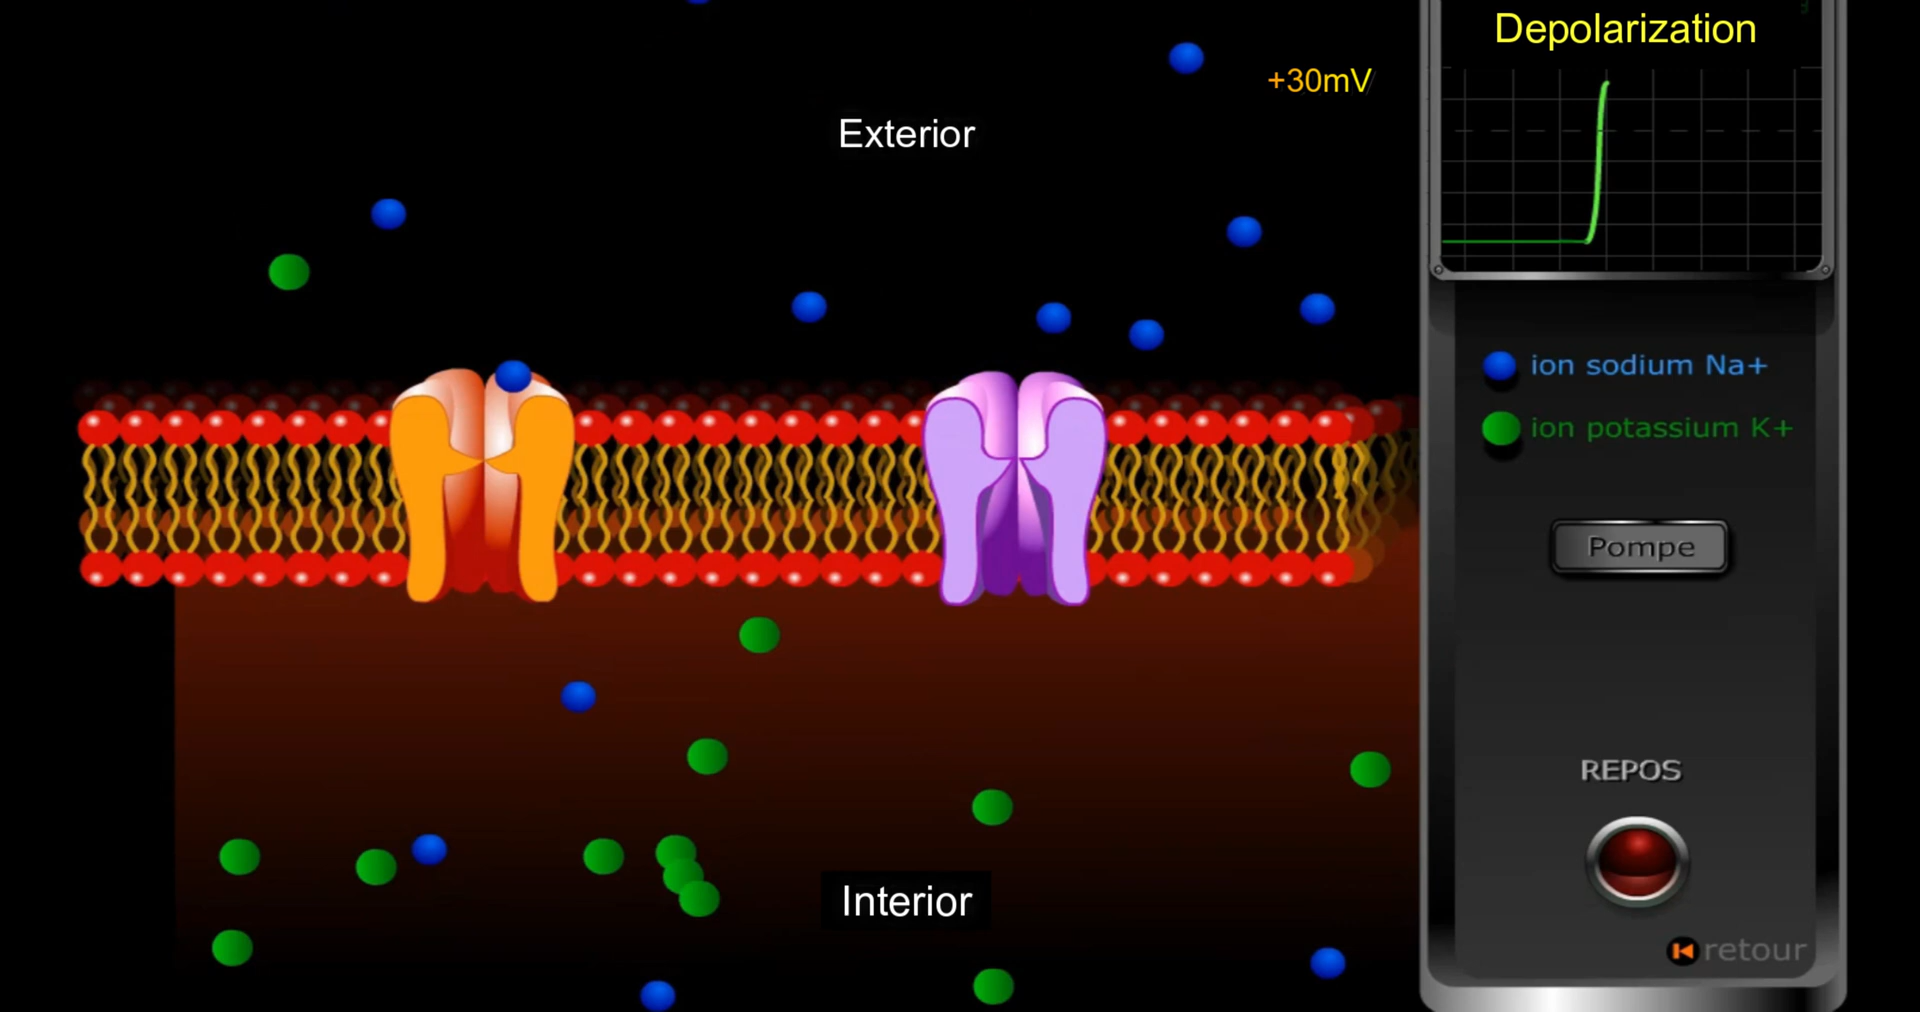 Depolarization
+30mV
Exterior
ion sodium Na+
ion potassium K+
Pompe
REPOS
Interior
retour